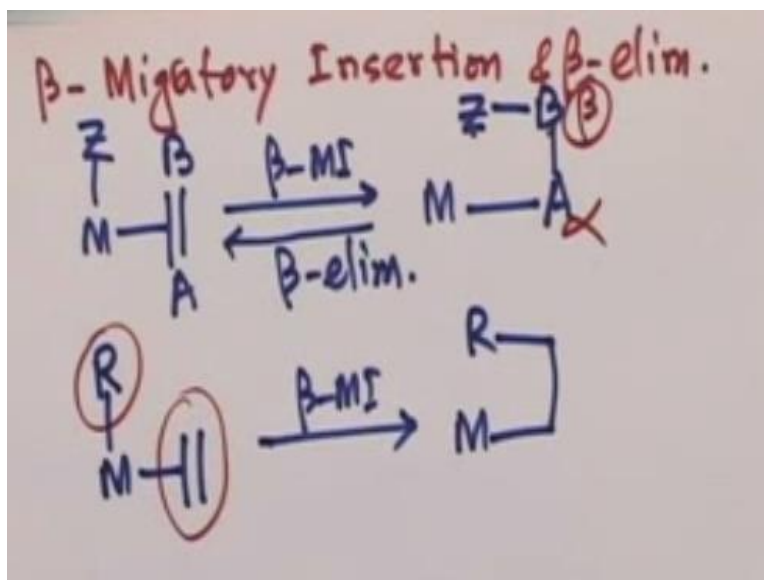 β- Migatory Insertion & β-elim.
Z B β-MI Z—B β
M— A β-elim. M—A α
R β-MI R
M— M